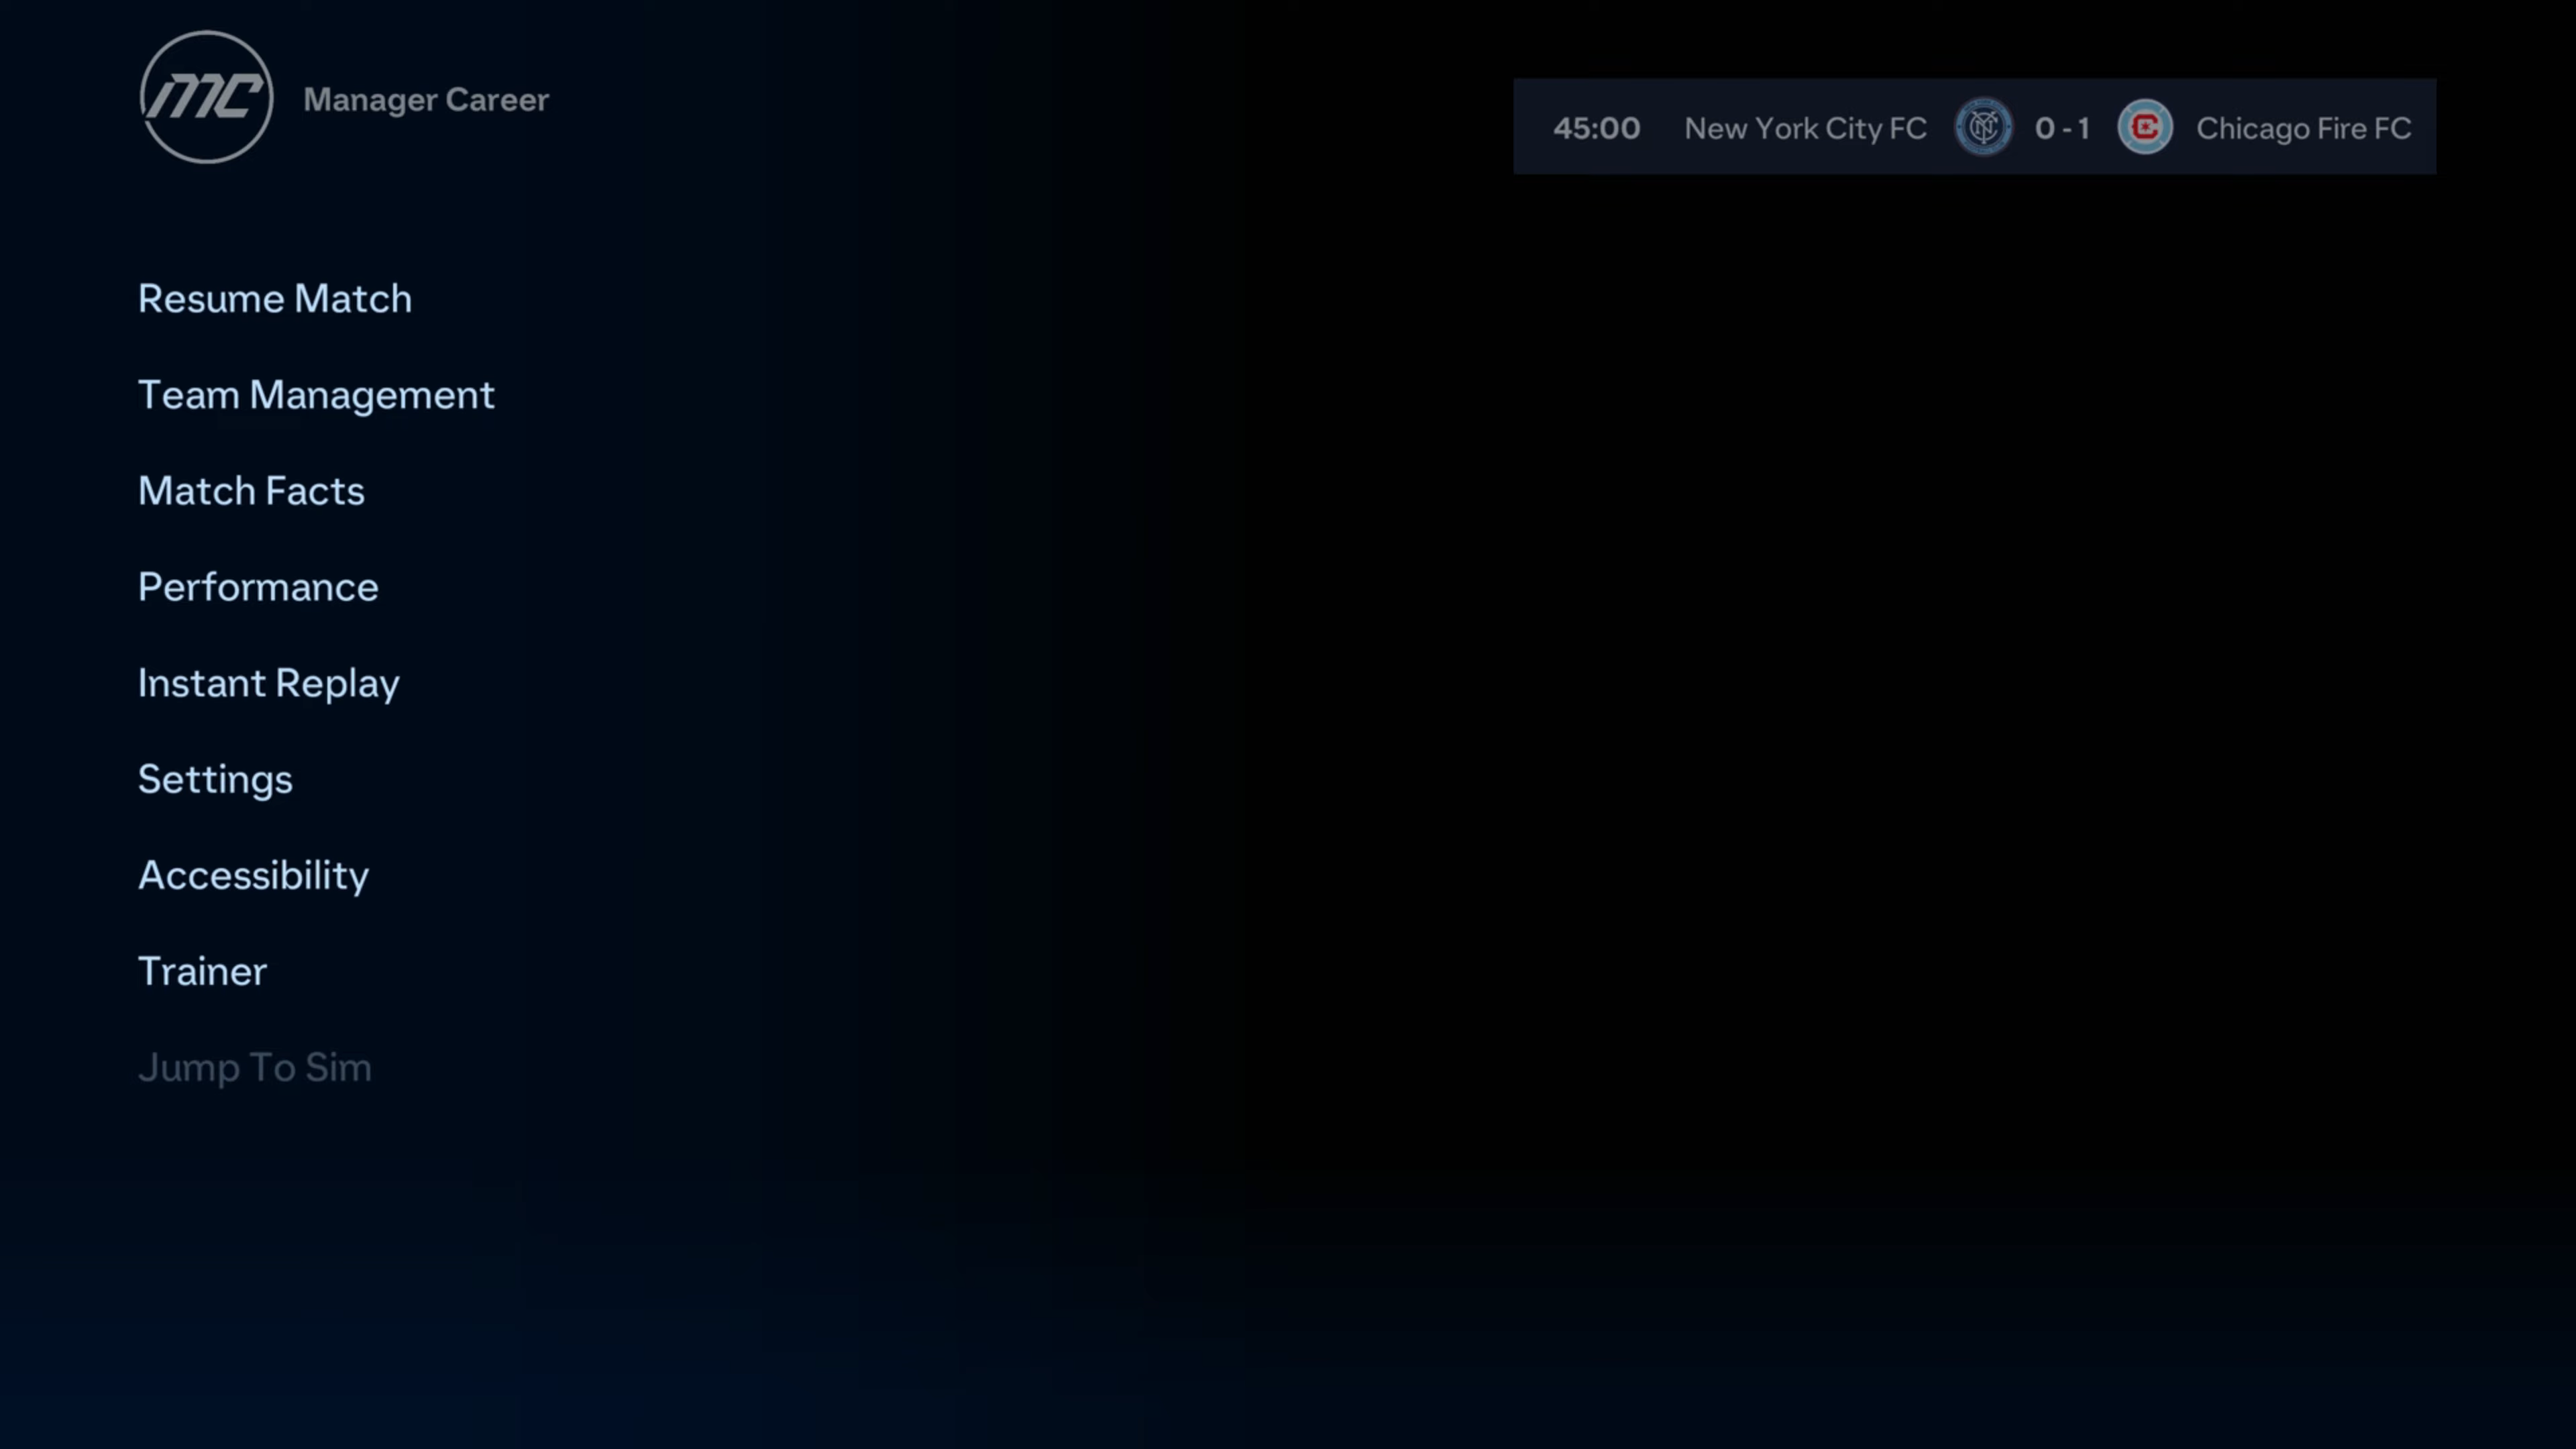 MC Manager Career
45:00 New York City FC 0 - 1 Chicago Fire FC
Resume Match
Team Management
Match Facts
Performance
Instant Replay
Settings
Accessibility
Trainer
Jump To Sim